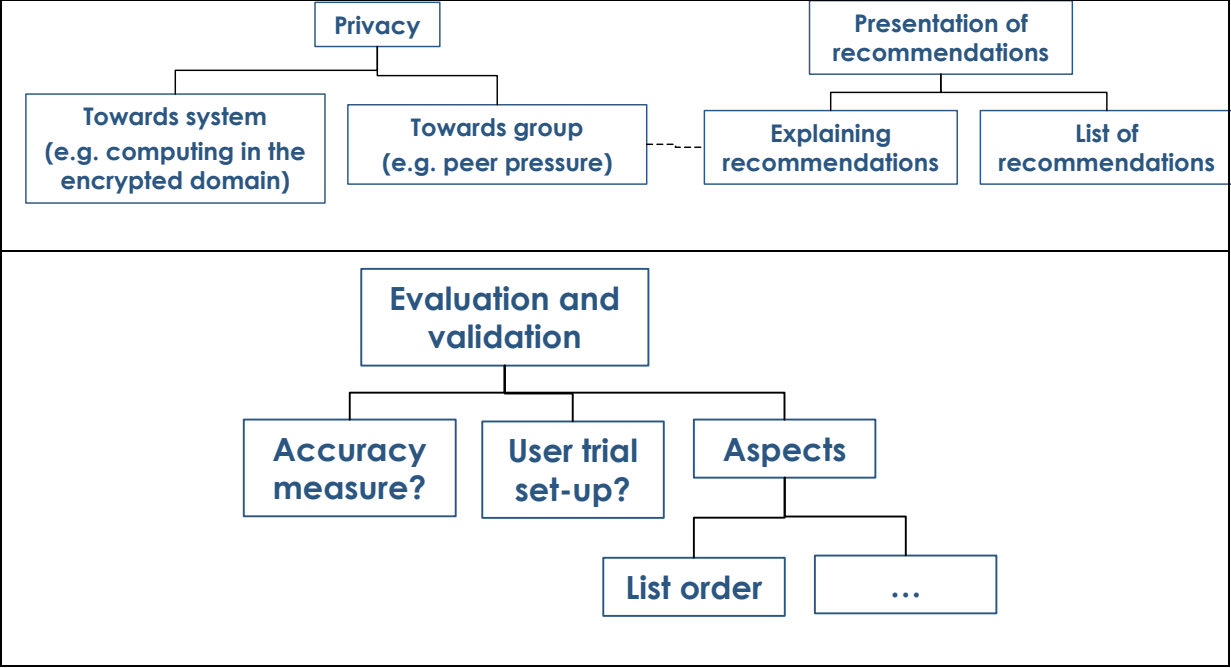 Privacy
Presentation of
recommendations
Towards system
(e.g. computing in the
encrypted domain)
Towards group
(e.g. peer pressure)
Explaining
recommendations
List of
recommendations
Evaluation and
validation
Accuracy
measure?
User trial
set-up?
Aspects
List order
...